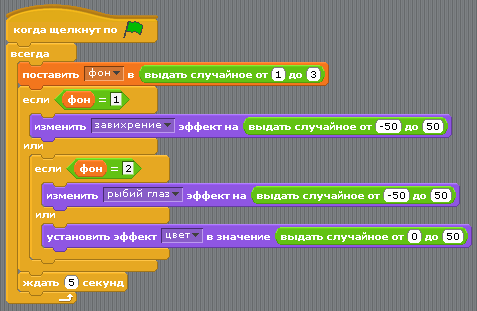 когда щелкнут по
всегда
поставить фон в выдать случайное от 1 до 3
если фон = 1
изменить завихрение эффект на выдать случайное от -50 до 50
или
если фон = 2
изменить рыбий глаз эффект на выдать случайное от -50 до 50
или
установить эффект цвет в значение выдать случайное от 0 до 50
ждать 5 секунд